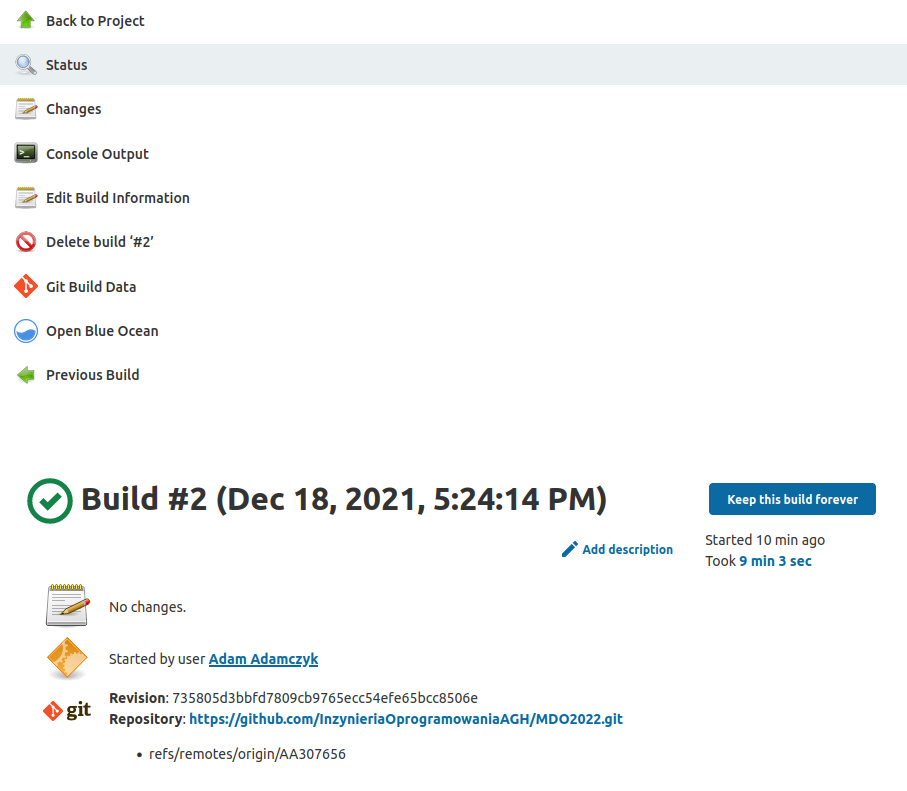 Back to Project
Status
Changes
Console Output
Edit Build Information
Delete build ‘#2’
Git Build Data
Open Blue Ocean
Previous Build
Build #2 (Dec 18, 2021, 5:24:14 PM)
Keep this build forever
Started 10 min ago
Add description
Took 9 min 3 sec
No changes.
Started by user Adam Adamczyk
Revision: 735805d3bbfd7809cb9765ecc54efe65bcc8506e
git
Repository: https://github.com/InzynieriaOprogramowaniaAGH/MDO2022.git
• refs/remotes/origin/AA307656